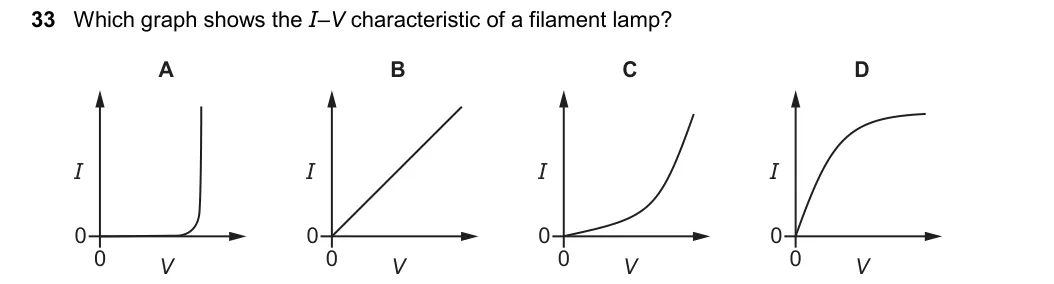 33 Which graph shows the I–V characteristic of a filament lamp?
A B C D
I I I I
0 0 0 0
0 0 0 0
V V V V